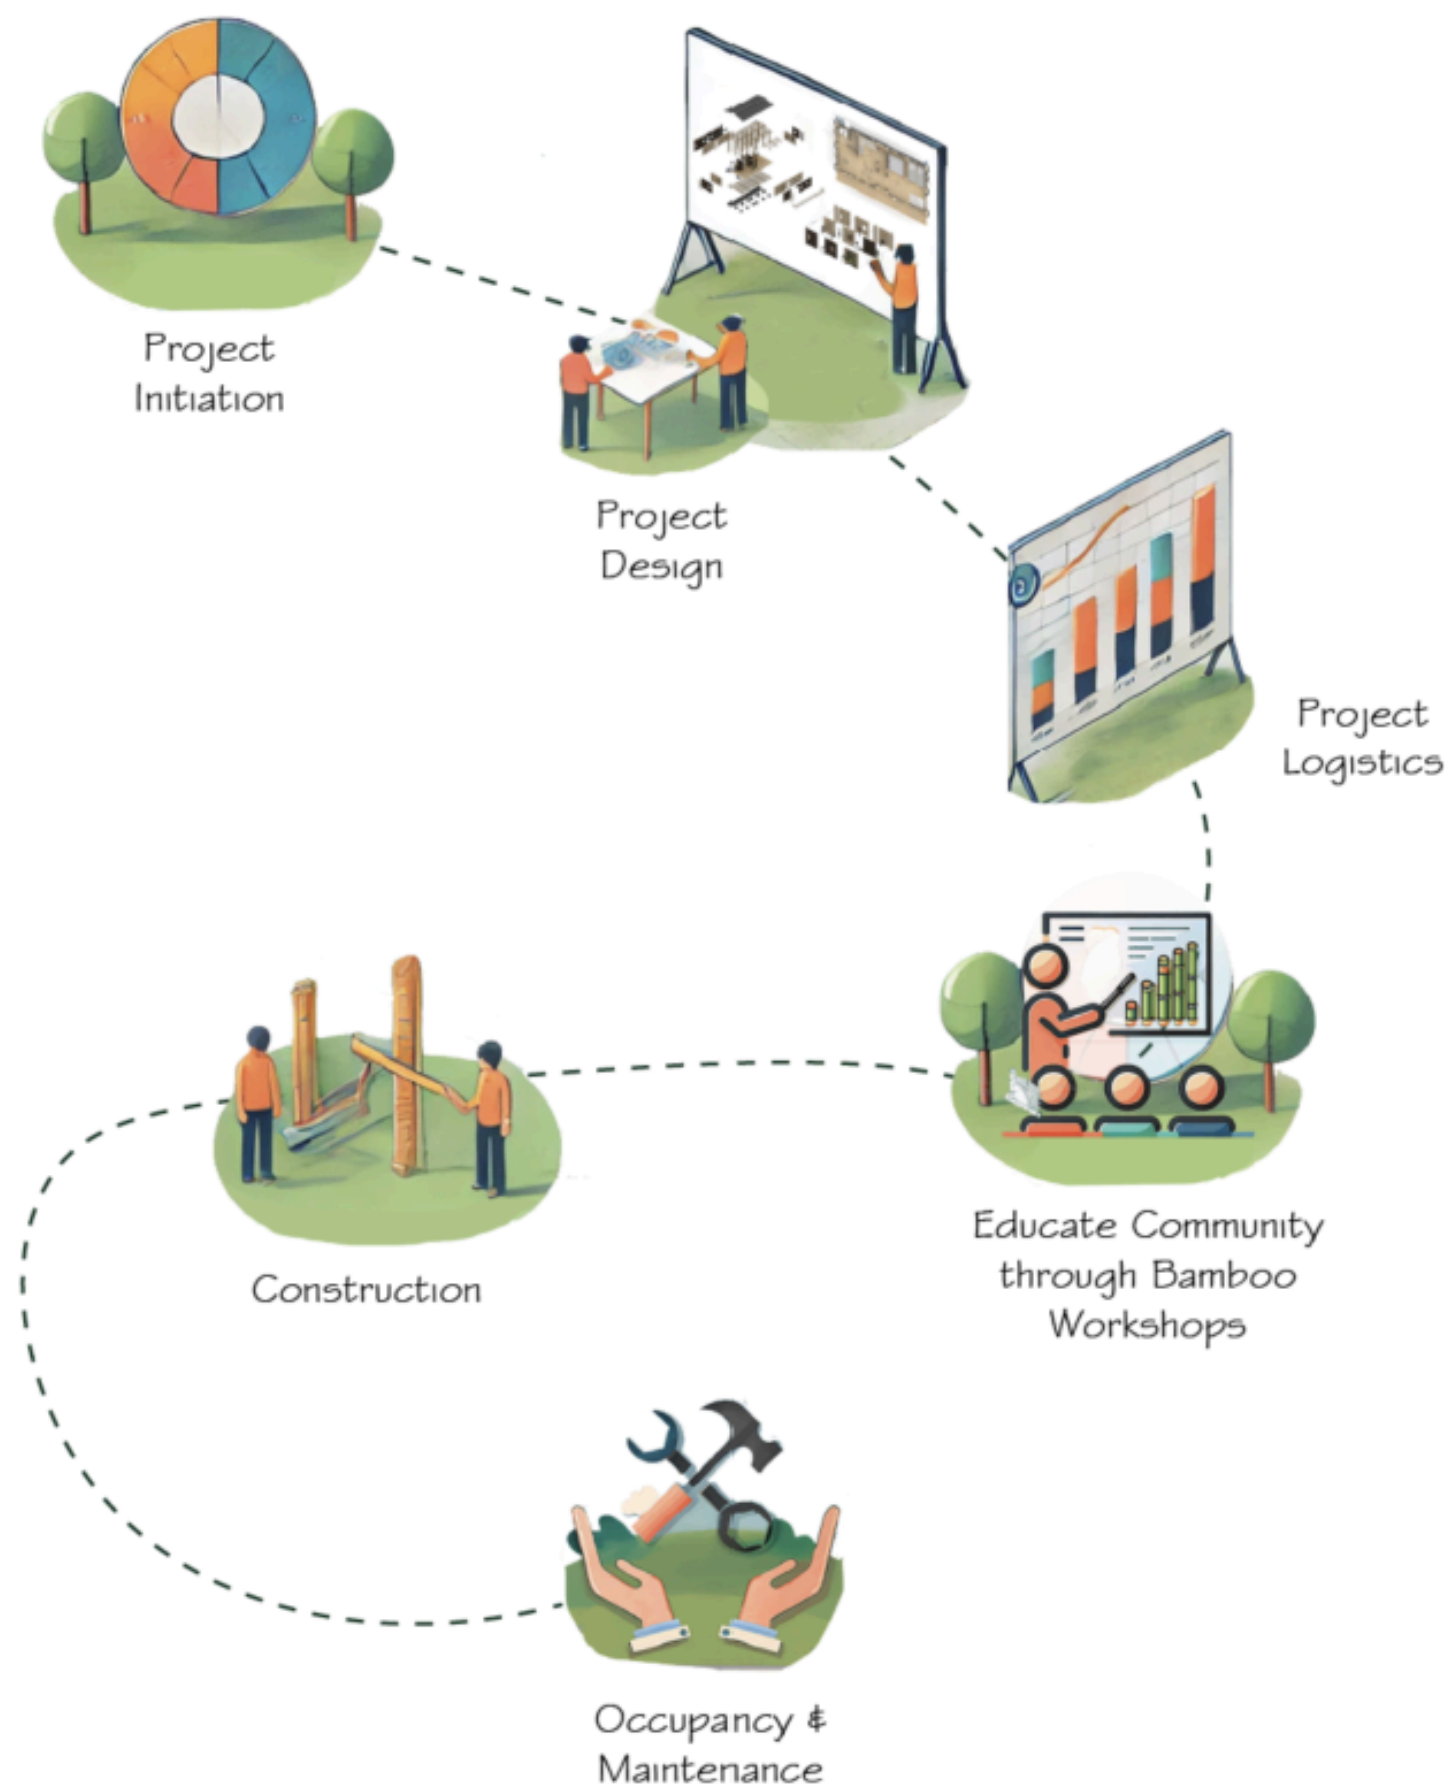 Project
Initiation
Project
Design
Project
Logistics
Educate Community
through Bamboo
Workshops
Construction
Occupancy &
Maintenance